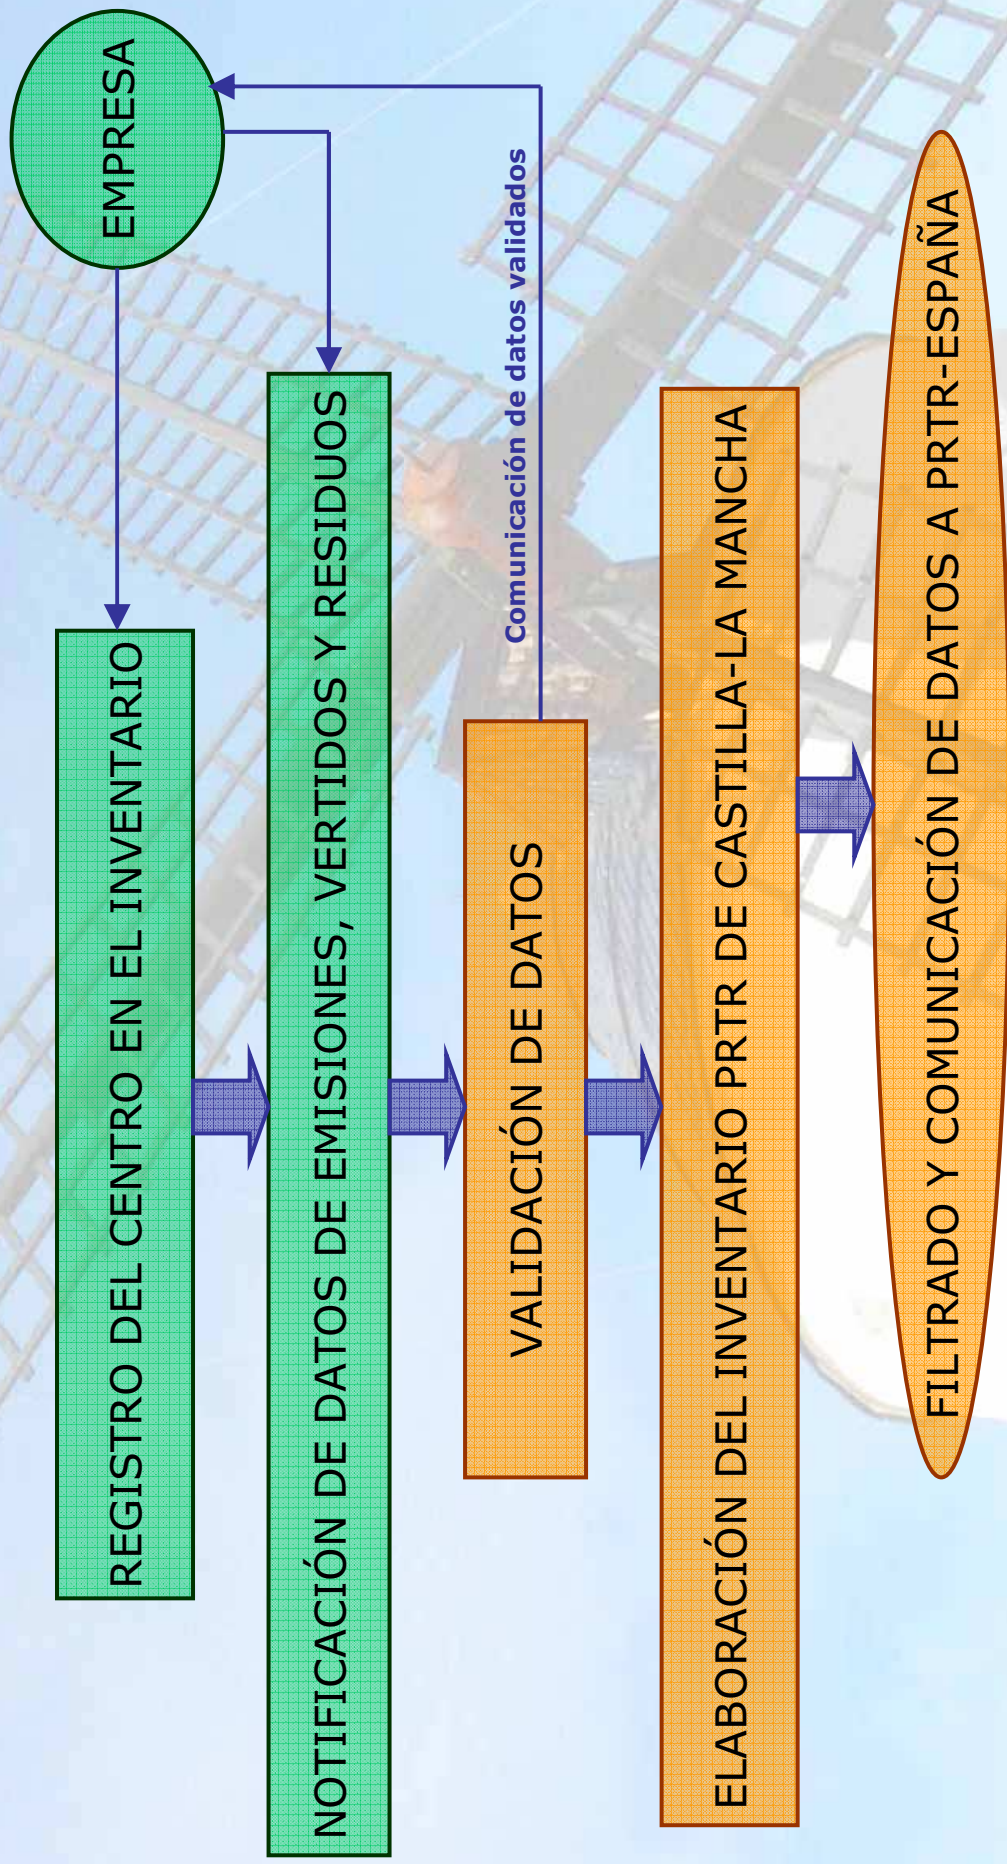 EMPRESA
REGISTRO DEL CENTRO EN EL INVENTARIO
NOTIFICACIÓN DE DATOS DE EMISIONES, VERTIDOS Y RESIDUOS
Comunicación de datos validados
VALIDACIÓN DE DATOS
ELABORACIÓN DEL INVENTARIO PRTR DE CASTILLA-LA MANCHA
FILTRADO Y COMUNICACIÓN DE DATOS A PRTR-ESPAÑA